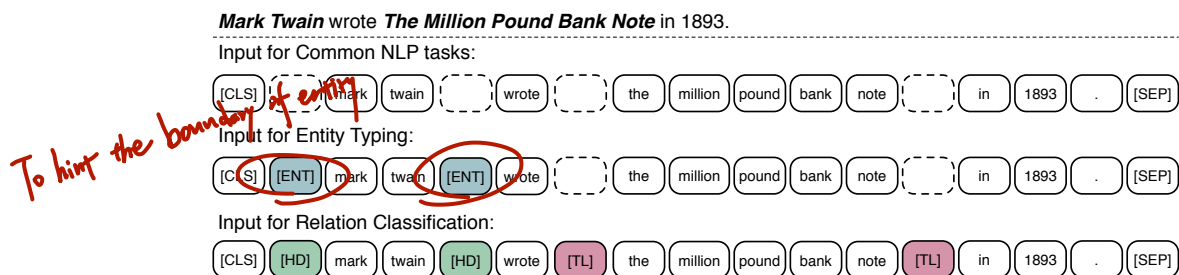 Mark Twain wrote The Million Pound Bank Note in 1893.
Input for Common NLP tasks:
[CLS] mark twain wrote the million pound bank note in 1893 . [SEP]
To hint the boundary of entity
Input for Entity Typing:
[CLS] [ENT] mark twain [ENT] wrote the million pound bank note in 1893 . [SEP]
Input for Relation Classification:
[CLS] [HD] mark twain [HD] wrote [TL] the million pound bank note [TL] in 1893 . [SEP]